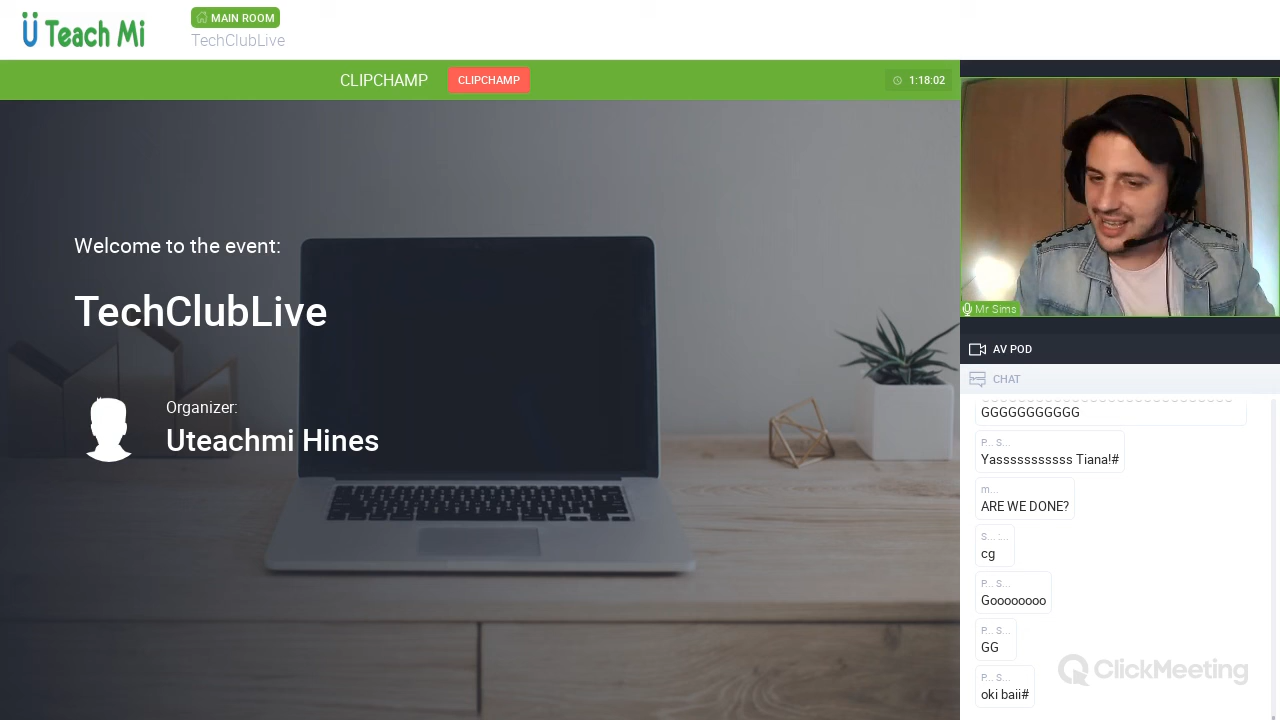 Ü Teach Mi
MAIN ROOM
TechClubLive
CLIPCHAMP
CLIPCHAMP
1:18:02
Welcome to the event:
TechClubLive
Organizer:
Uteachmi Hines
Mr Sims
AV POD
CHAT
GGGGGGGGGGG
P... S...
Yasssssssssss Tiana!#
m...
ARE WE DONE?
S... :...
cg
P... S...
Goooooooo
P... S...
GG
P... S...
oki baii#
ClickMeeting